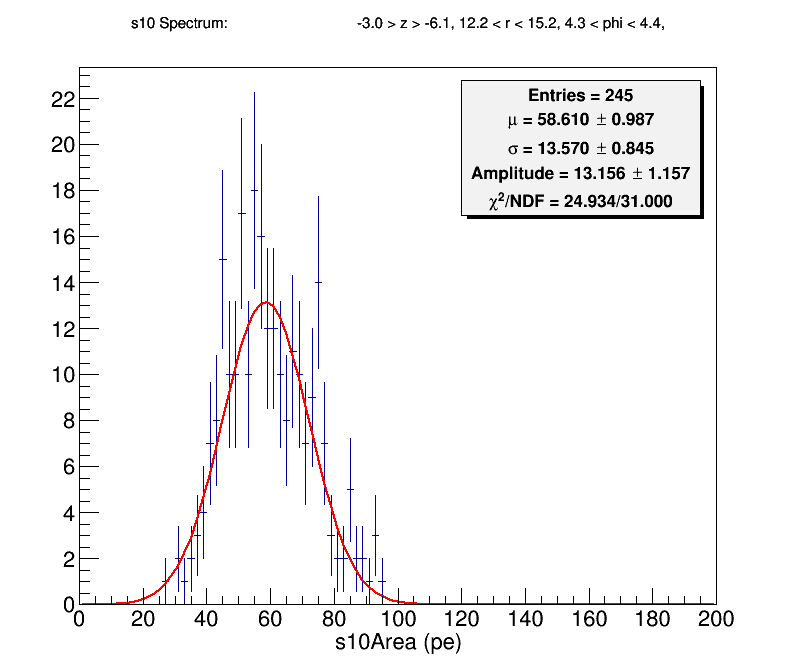 s10 Spectrum: -3.0 > z > -6.1, 12.2 < r < 15.2, 4.3 < phi < 4.4,
Entries = 245
μ = 58.610 ± 0.987
σ = 13.570 ± 0.845
Amplitude = 13.156 ± 1.157
χ²/NDF = 24.934/31.000
22
20
18
16
14
12
10
8
6
4
2
0
0 20 40 60 80 100 120 140 160 180 200
s10Area (pe)